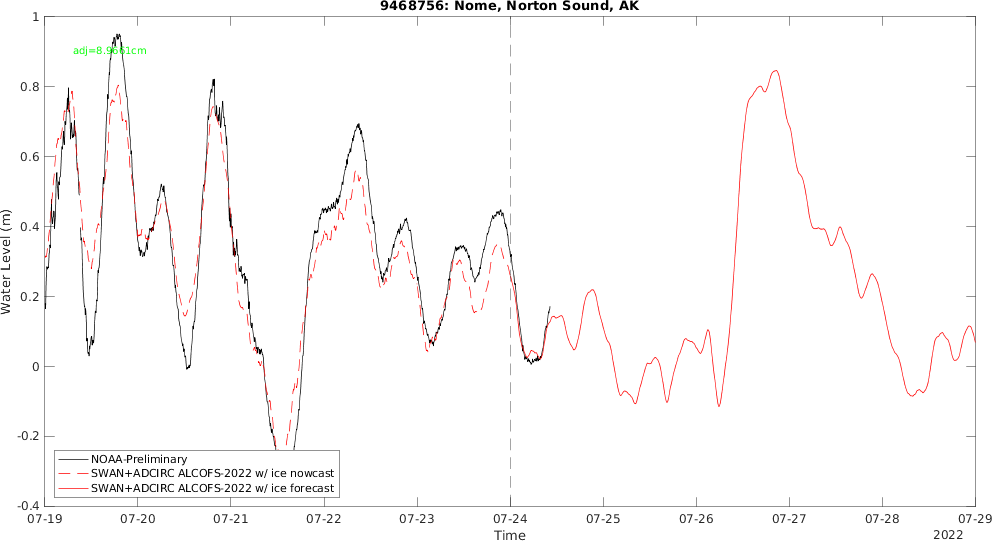 9468756: Nome, Norton Sound, AK
adj=8.9661cm
Water Level (m)
1
0.8
0.6
0.4
0.2
0
-0.2
-0.4
NOAA-Preliminary
SWAN+ADCIRC ALCOFS-2022 w/ ice nowcast
SWAN+ADCIRC ALCOFS-2022 w/ ice forecast
07-19 07-20 07-21 07-22 07-23 07-24 07-25 07-26 07-27 07-28 07-29
Time
2022